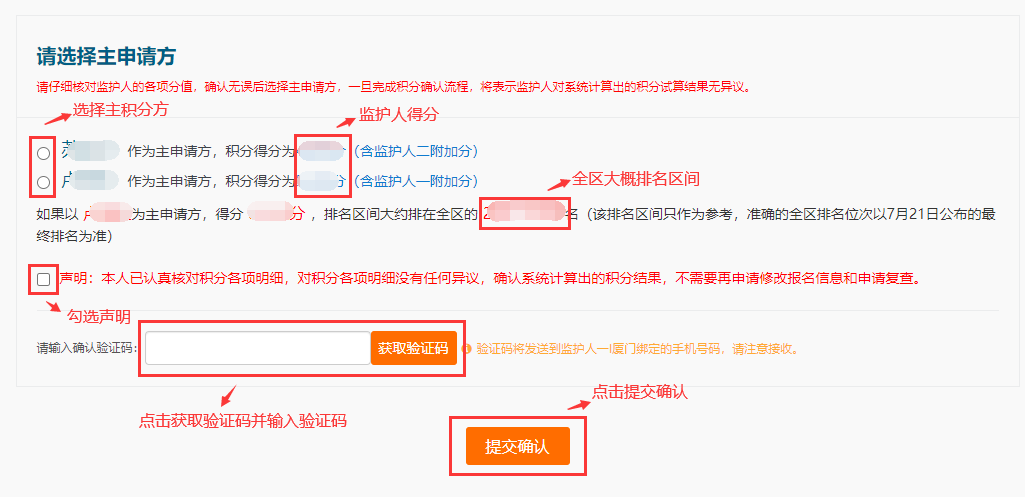 请选择主申请方
请仔细核对监护人的各项分值，确认无误后选择主申请方，一旦完成积分确认流程，将表示监护人对系统计算出的积分试算结果无异议。
选择主积分方
监护人得分
作为主申请方，积分得分为 分（含监护人二附加分）
作为主申请方，积分得分为 分（含监护人一附加分）
全区大概排名区间
如果以 为主申请方，得分 分 ，排名区间大约排在全区的 2 名（该排名区间只作为参考，准确的全区排名位次以7月21日公布的最
终排名为准）
声明：本人已认真核对积分各项明细，对积分各项明细没有任何异议，确认系统计算出的积分结果，不需要再申请修改报名信息和申请复查。
勾选声明
请输入确认验证码： 获取验证码 验证码将发送到监护人一i厦门绑定的手机号码，请注意接收。
点击获取验证码并输入验证码
点击提交确认
提交确认